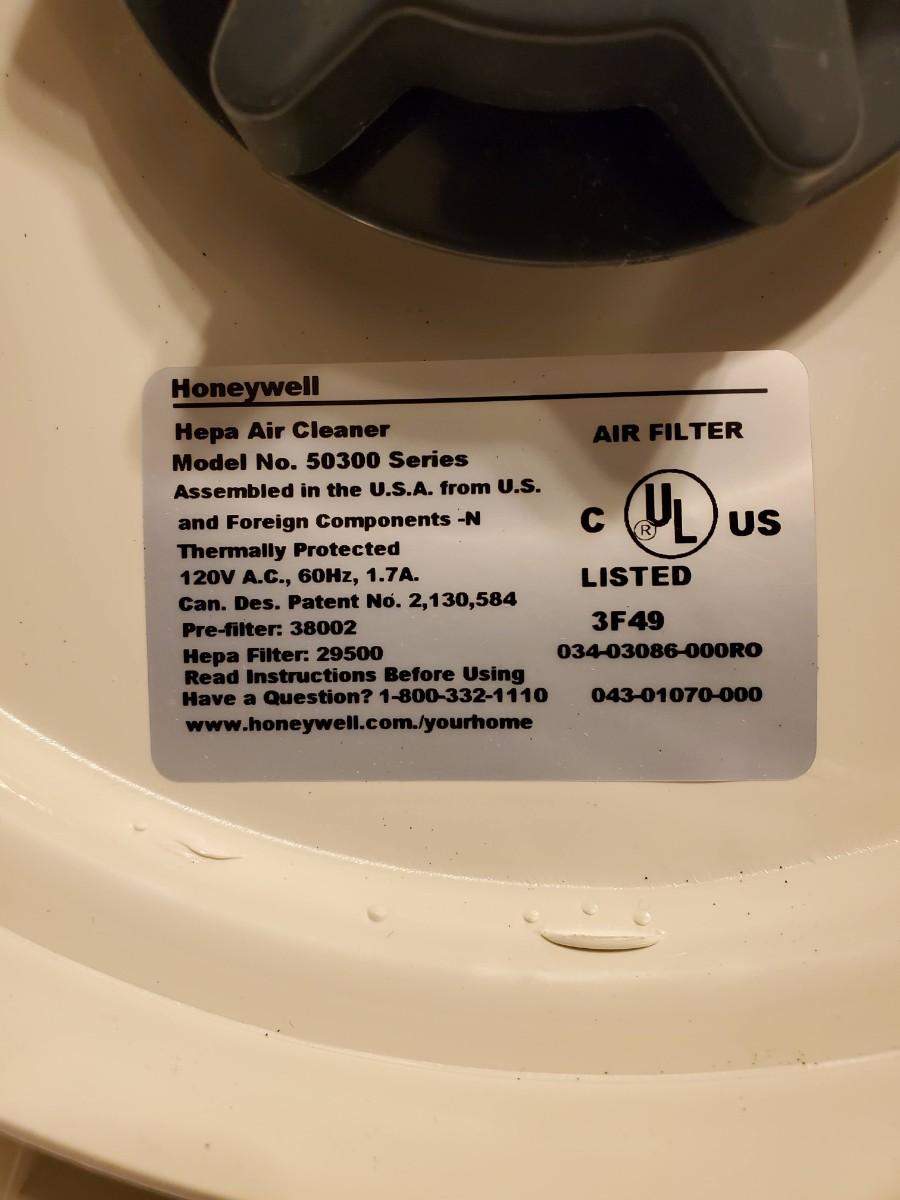 Honeywell
Hepa Air Cleaner
AIR FILTER
Model No. 50300 Series
Assembled in the U.S.A. from U.S.
and Foreign Components -N
C UL® US
Thermally Protected
120V A.C., 60Hz, 1.7A.
LISTED
Can. Des. Patent No. 2,130,584
3F49
Pre-filter: 38002
Hepa Filter: 29500
034-03086-000RO
Read Instructions Before Using
Have a Question? 1-800-332-1110
043-01070-000
www.honeywell.com./yourhome